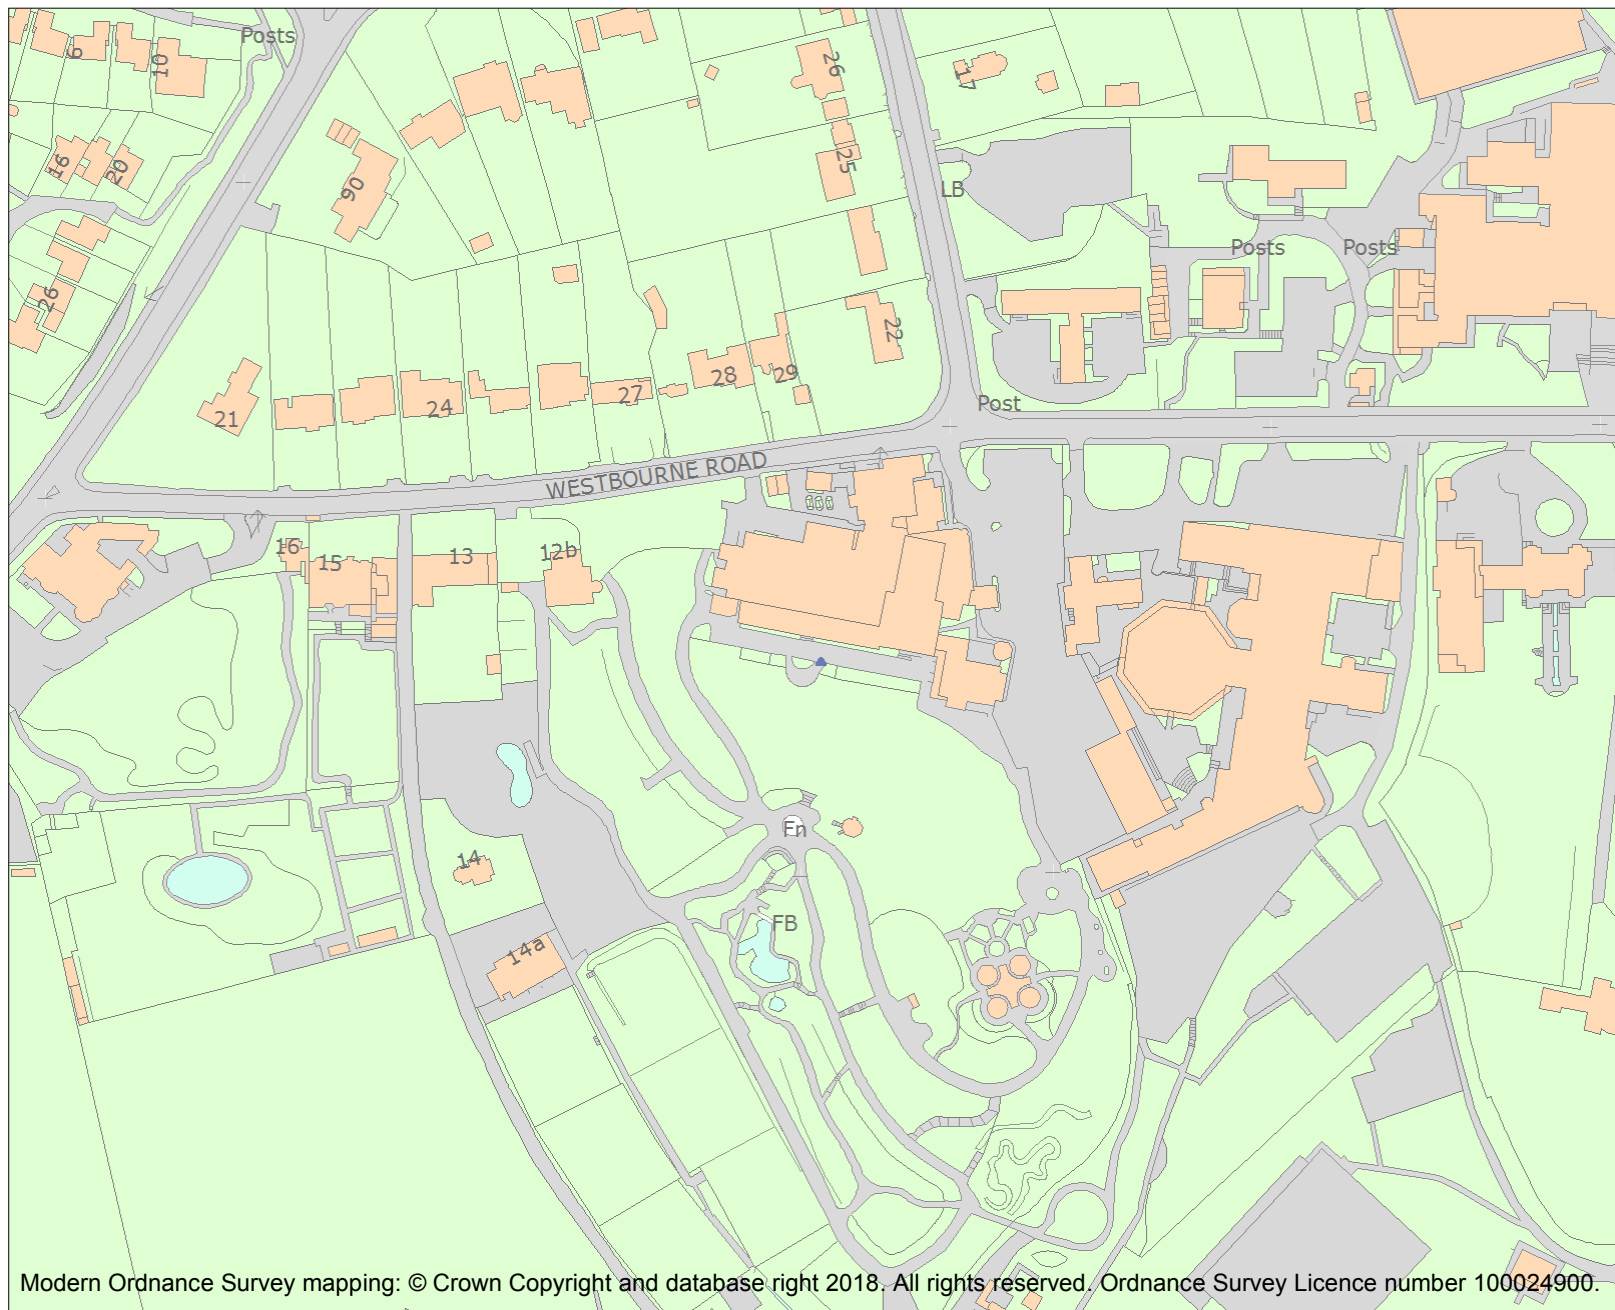 Posts
6
10
26
17
16
20
25
90
LB
Posts
Posts
26
22
28
29
27
24
21
Post
WESTBOURNE ROAD
16
15
13
12b
Fn
14
FB
14a
Modern Ordnance Survey mapping: © Crown Copyright and database right 2018. All rights reserved. Ordnance Survey Licence number 100024900.